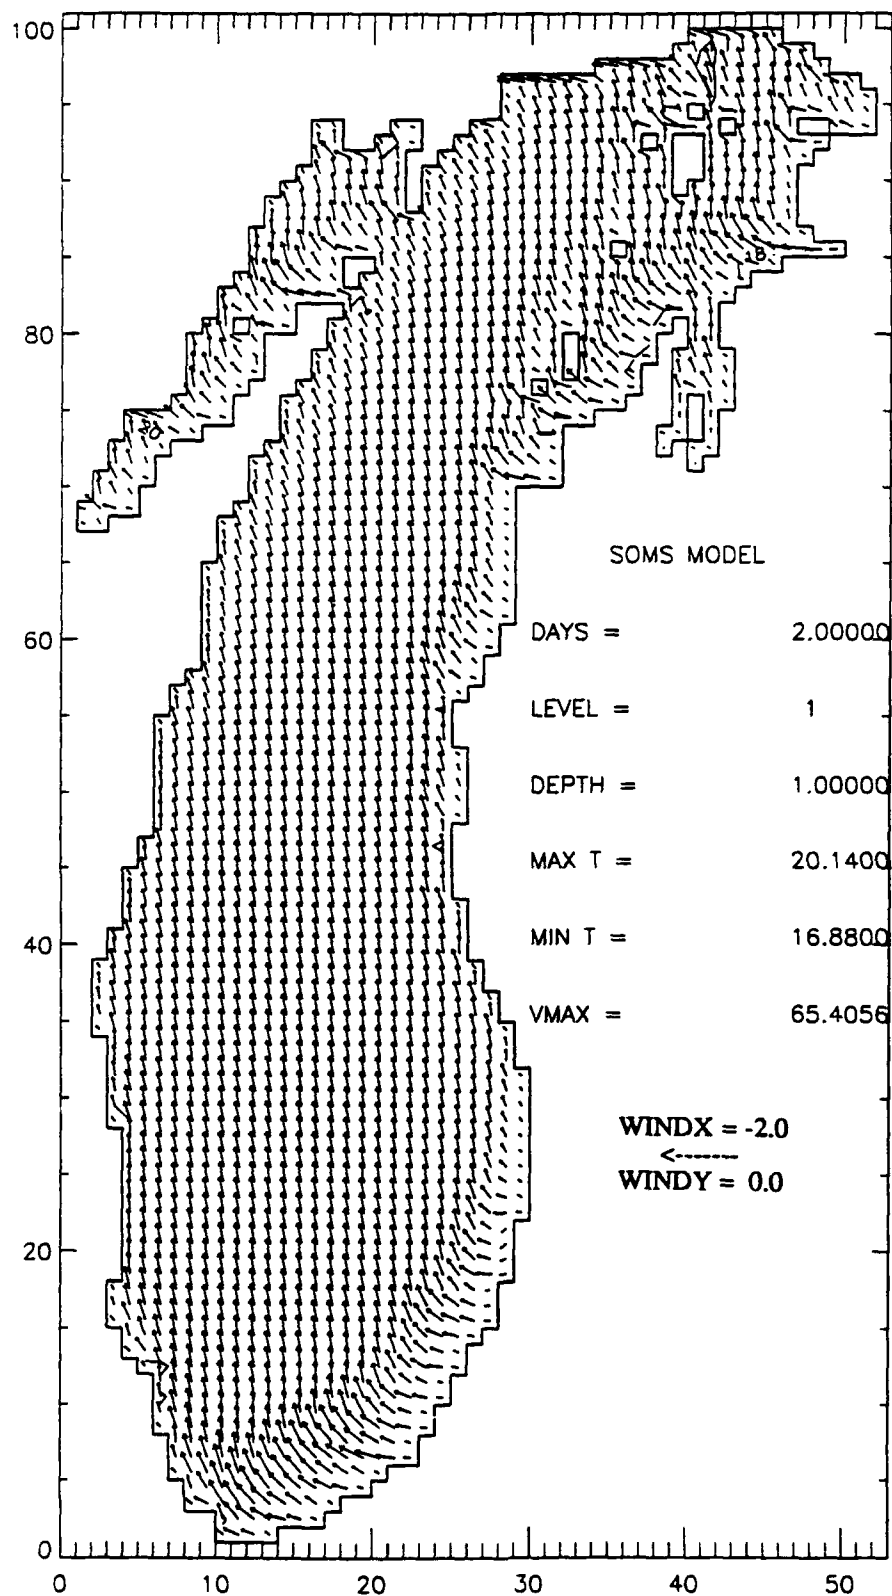 100
80
60
40
20
0
0 10 20 30 40 50
18
SOMS MODEL
DAYS = 2.00000
LEVEL = 1
DEPTH = 1.00000
MAX T = 20.1400
MIN T = 16.8800
VMAX = 65.4056
WINDX = -2.0
<-------
WINDY = 0.0